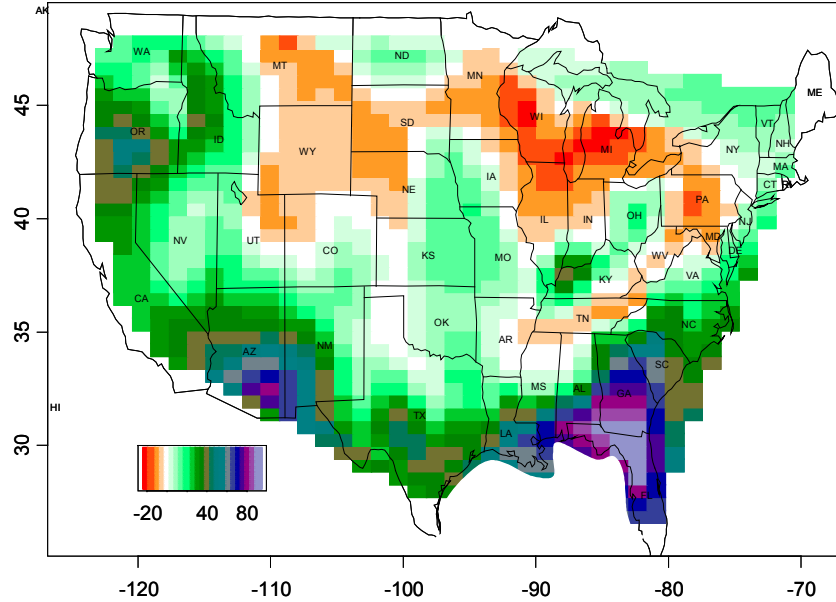 AK
WA
ND
MT
MN
ME
45
OR
SD
WI
VT
ID
NH
WY
MI
NY
MA
IA
NE
CT
40
PA
IL
IN
OH
NJ
NV
UT
CO
KS
MO
MD
WV
DE
KY
VA
CA
35
OK
TN
NC
AZ
NM
AR
SC
MS
AL
GA
HI
TX
LA
30
FL
-20 40 80
-120 -110 -100 -90 -80 -70